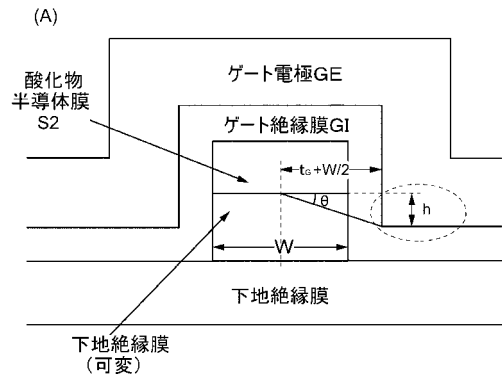 (A)
ゲート電極GE
酸化物
半導体膜
S2
ゲート絶縁膜GI
tG+W/2
θ
h
W
下地絶縁膜
下地絶縁膜
(可変)